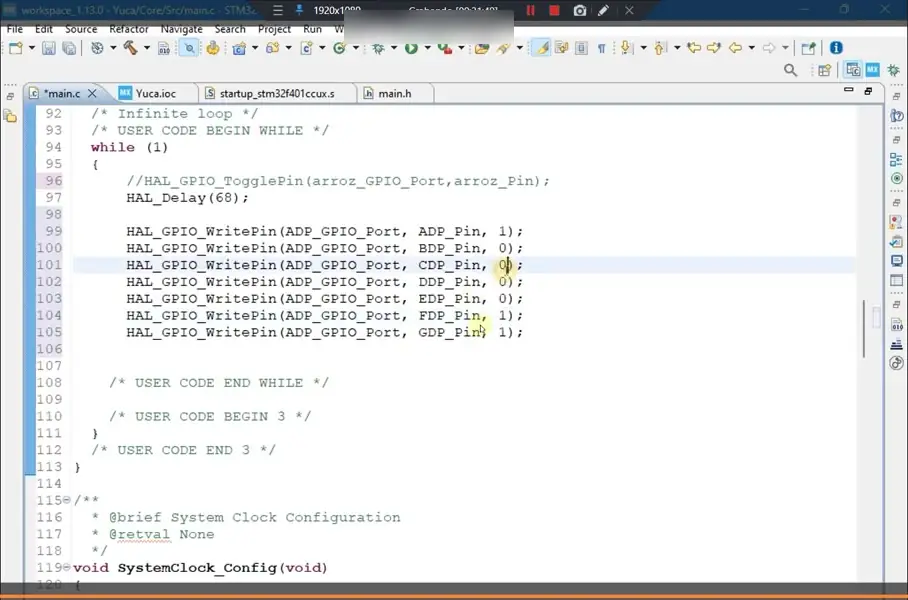 workspace_1.13.0 - Yuca/Core/Src/main.c - STM32
1920x1080
File Edit Source Refactor Navigate Search Project Run
*main.c Yuca.ioc startup_stm32f401ccux.s main.h
92 /* Infinite loop */
93 /* USER CODE BEGIN WHILE */
94 while (1)
95 {
96 //HAL_GPIO_TogglePin(arroz_GPIO_Port,arroz_Pin);
97 HAL_Delay(68);
98
99 HAL_GPIO_WritePin(ADP_GPIO_Port, ADP_Pin, 1);
100 HAL_GPIO_WritePin(ADP_GPIO_Port, BDP_Pin, 0);
101 HAL_GPIO_WritePin(ADP_GPIO_Port, CDP_Pin, 0);
102 HAL_GPIO_WritePin(ADP_GPIO_Port, DDP_Pin, 0);
103 HAL_GPIO_WritePin(ADP_GPIO_Port, EDP_Pin, 0);
104 HAL_GPIO_WritePin(ADP_GPIO_Port, FDP_Pin, 1);
105 HAL_GPIO_WritePin(ADP_GPIO_Port, GDP_Pin, 1);
106
107
108 /* USER CODE END WHILE */
109
110 /* USER CODE BEGIN 3 */
111 }
112 /* USER CODE END 3 */
113 }
114
115 /**
116 * @brief System Clock Configuration
117 * @retval None
118 */
119 void SystemClock_Config(void)
120 {